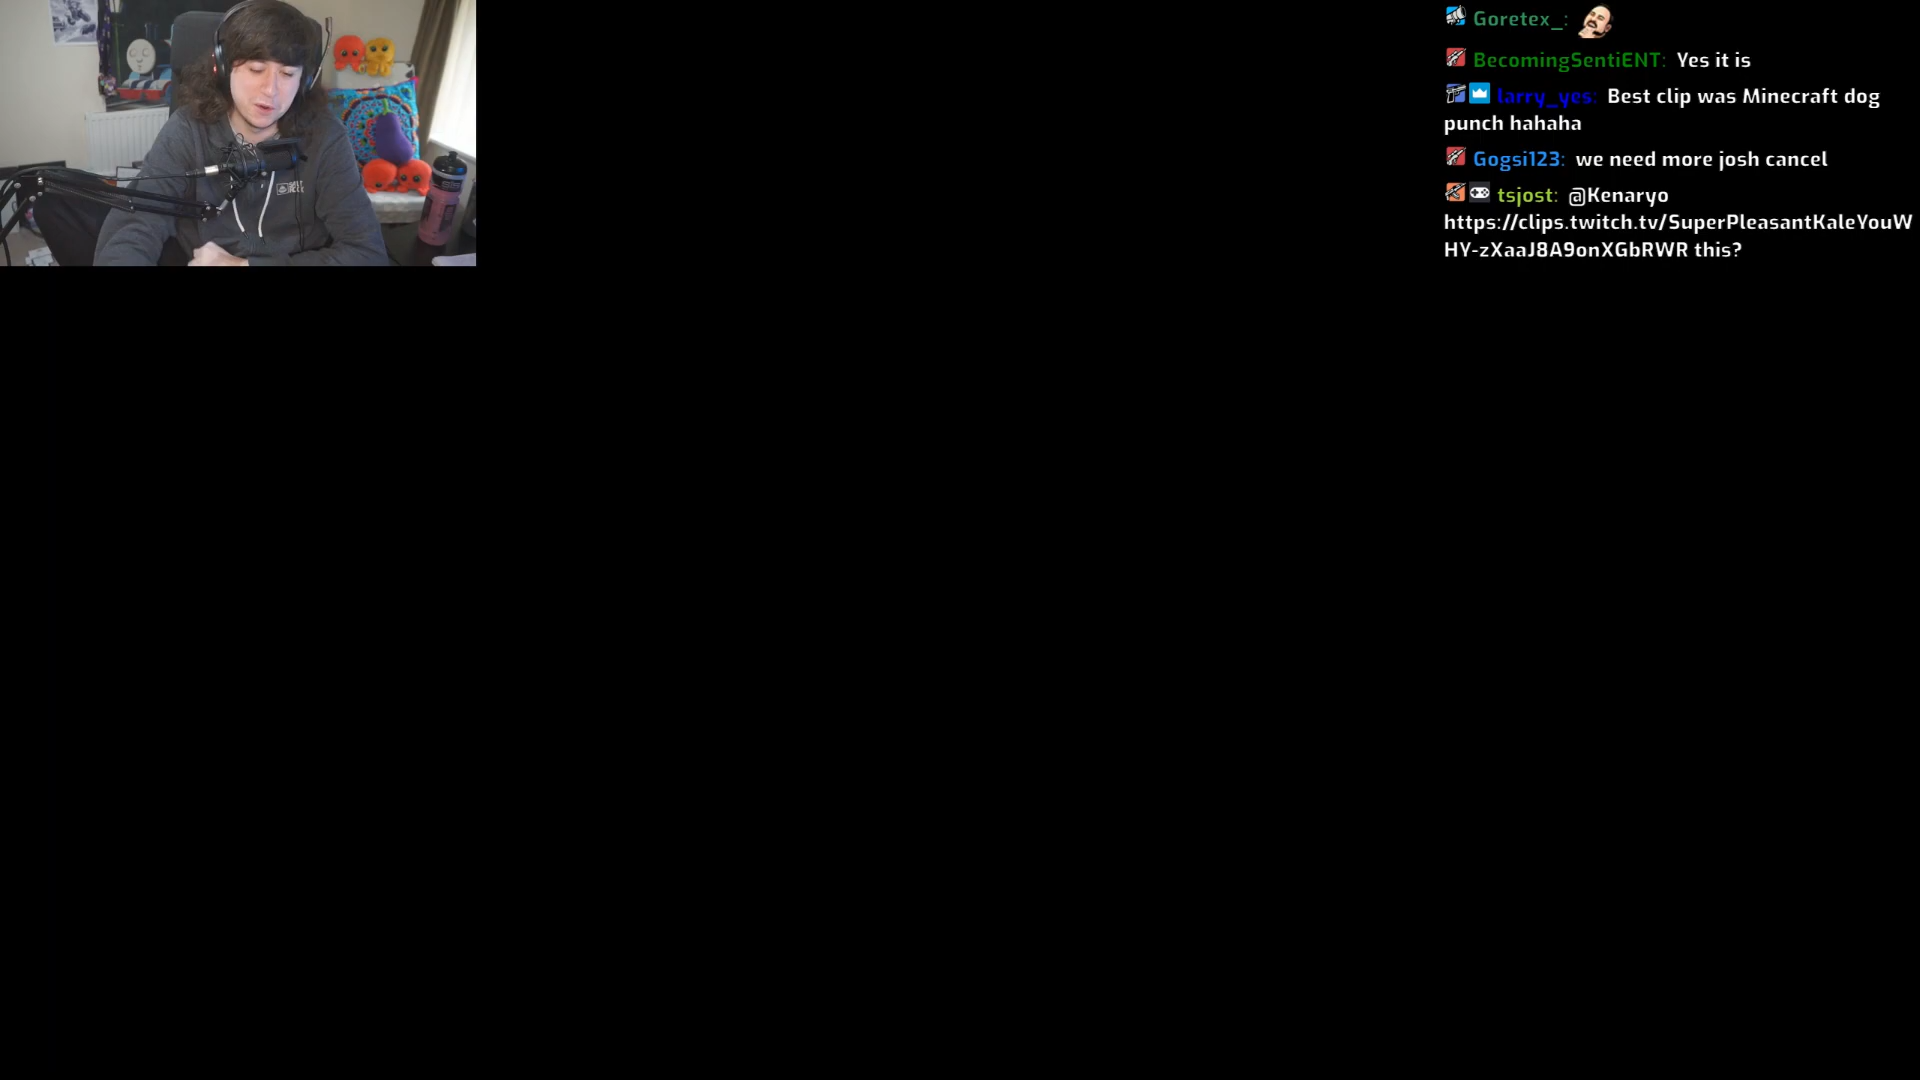 Goretex_:
BecomingSentiENT: Yes it is
larry_yes: Best clip was Minecraft dog
punch hahaha
Gogsi123: we need more josh cancel
tsjost: @Kenaryo
https://clips.twitch.tv/SuperPleasantKaleYouW
HY-zXaaJ8A9onXGbRWR this?